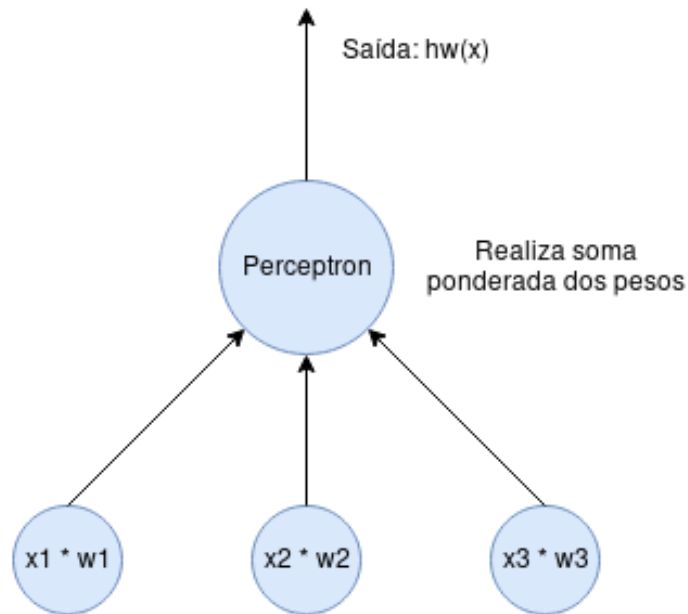 Saída: hw(x)
Perceptron
Realiza soma
ponderada dos pesos
x1 * w1
x2 * w2
x3 * w3